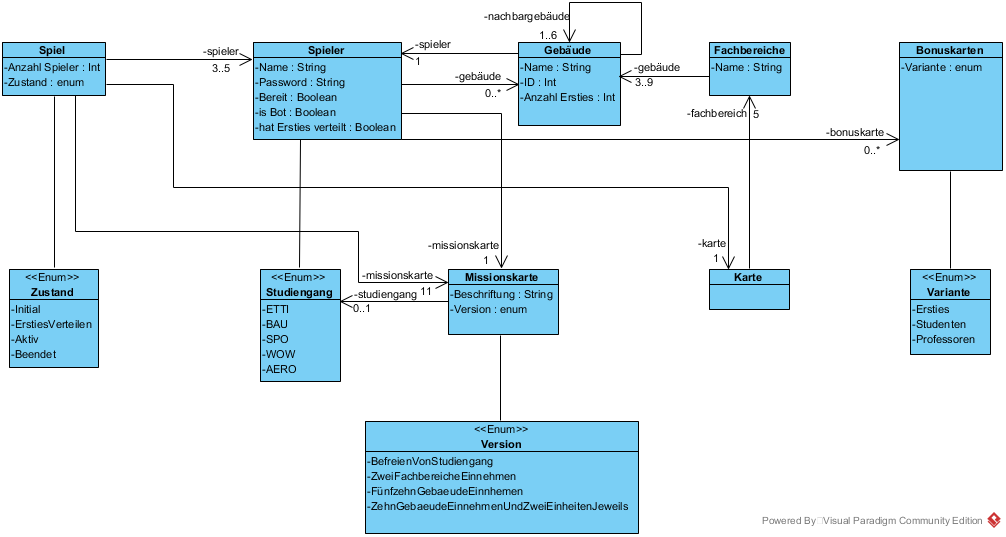 -nachbargebäude
1..6
Spiel
-Anzahl Spieler : Int
-Zustand : enum
-spieler
3..5
Spieler
-Name : String
-Password : String
-Bereit : Boolean
-is Bot : Boolean
-hat Ersties verteilt : Boolean
-spieler
1
-gebäude
0..*
Gebäude
-Name : String
-ID : Int
-Anzahl Ersties : Int
-gebäude
3..9
Fachbereiche
-Name : String
-fachbereich
5
Bonuskarten
-Variante : enum
-bonuskarte
0..*
-missionskarte
1
-karte
1
<<Enum>>
Zustand
-Initial
-ErstiesVerteilen
-Aktiv
-Beendet
<<Enum>>
Studiengang
-ETTI
-BAU
-SPO
-WOW
-AERO
-missionskarte
11
-studiengang
0..1
Missionskarte
-Beschriftung : String
-Version : enum
Karte
<<Enum>>
Variante
-Ersties
-Studenten
-Professoren
<<Enum>>
Version
-BefreienVonStudiengang
-ZweiFachbereicheEinnehmen
-FünfzehnGebaeudeEinnhemen
-ZehnGebaeudeEinnehmenUndZweiEinheitenJeweils
Powered By Visual Paradigm Community Edition